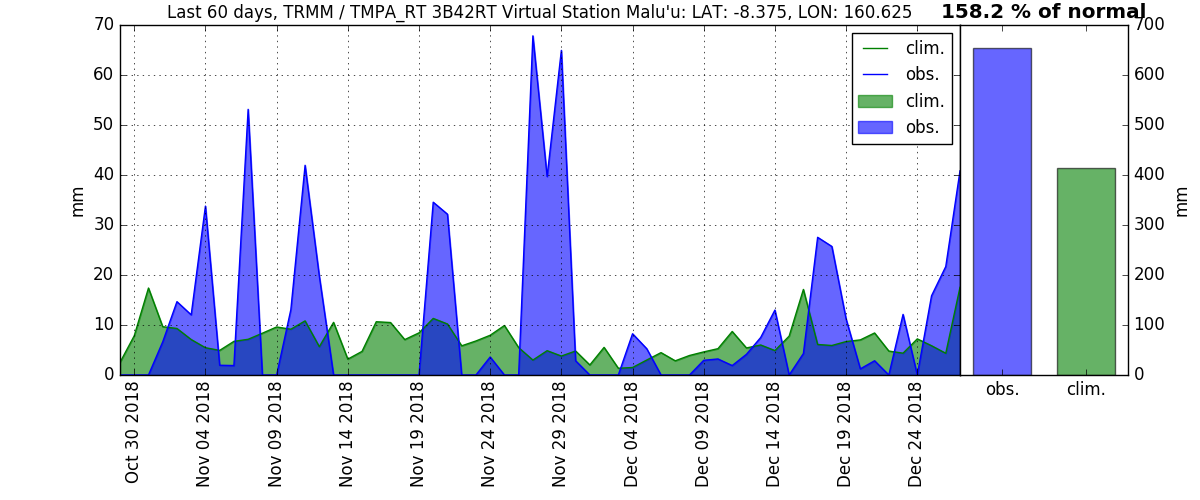 Last 60 days, TRMM / TMPA_RT 3B42RT Virtual Station Malu'u: LAT: -8.375, LON: 160.625
158.2 % of normal
70
60
50
40
30
20
10
0
mm
clim.
obs.
clim.
obs.
700
600
500
400
300
200
100
0
mm
Oct 30 2018
Nov 04 2018
Nov 09 2018
Nov 14 2018
Nov 19 2018
Nov 24 2018
Nov 29 2018
Dec 04 2018
Dec 09 2018
Dec 14 2018
Dec 19 2018
Dec 24 2018
obs.
clim.